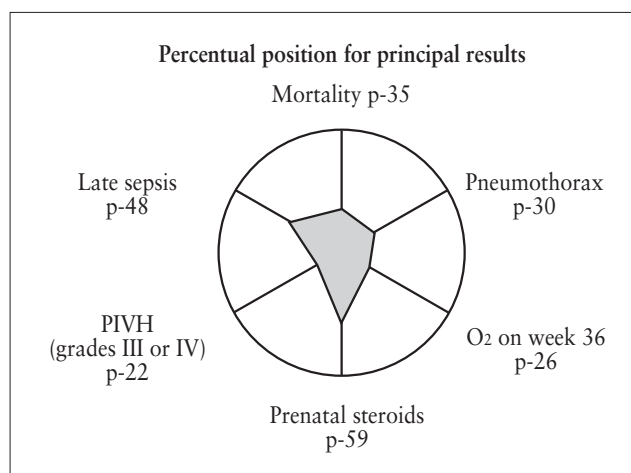 Percentual position for principal results
Mortality p-35
Late sepsis
p-48
Pneumothorax
p-30
PIVH
(grades III or IV)
p-22
O2 on week 36
p-26
Prenatal steroids
p-59